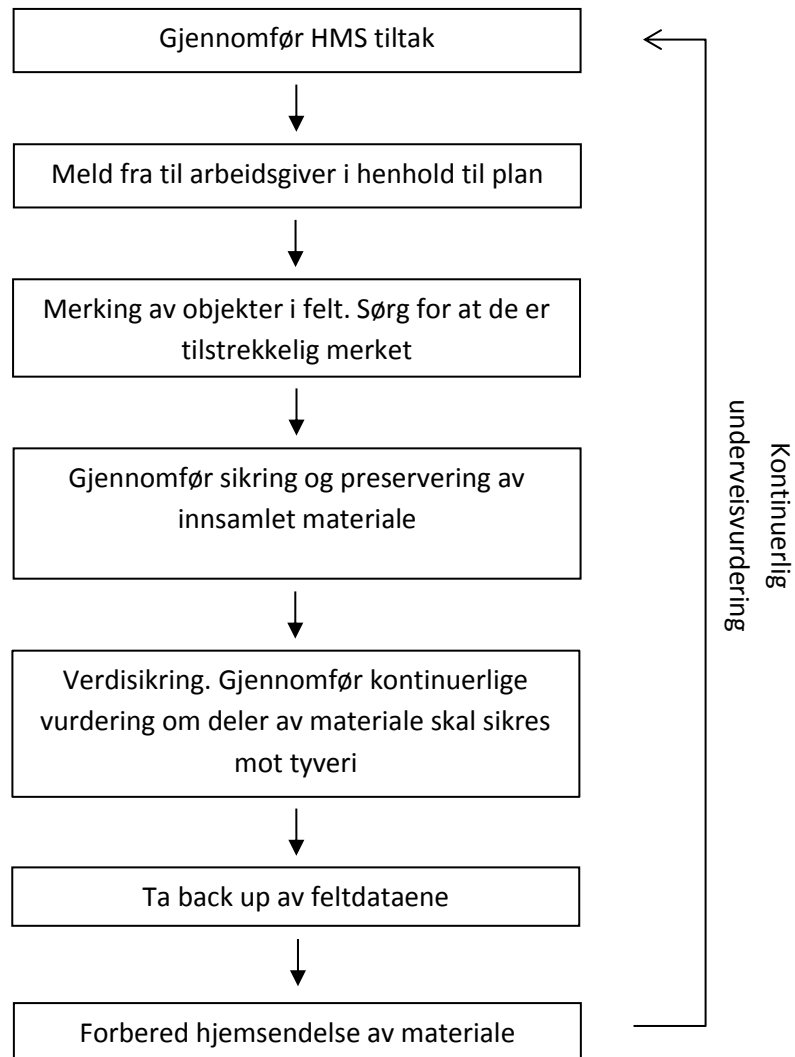 Gjennomfør HMS tiltak
Meld fra til arbeidsgiver i henhold til plan
Merking av objekter i felt. Sørg for at de er
tilstrekkelig merket
Gjennomfør sikring og preservering av
innsamlet materiale
Verdisikring. Gjennomfør kontinuerlige
vurdering om deler av materiale skal sikres
mot tyveri
Ta back up av feltdataene
Forbered hjemsendelse av materiale
Kontinuerlig
underveisvurdering